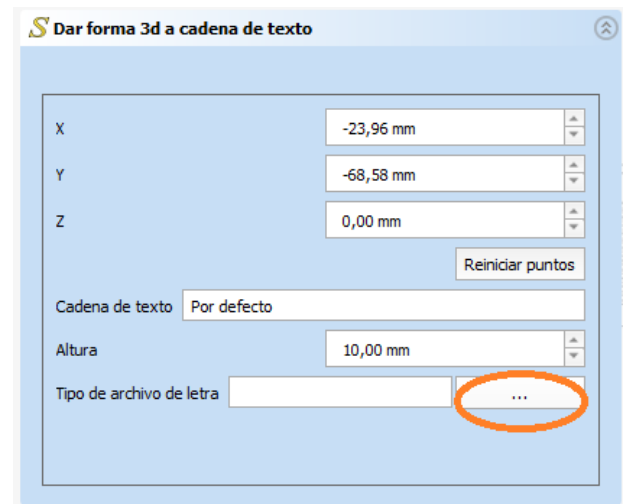 S Dar forma 3d a cadena de texto
X -23,96 mm
Y -68,58 mm
Z 0,00 mm
Reiniciar puntos
Cadena de texto Por defecto
Altura 10,00 mm
Tipo de archivo de letra ...